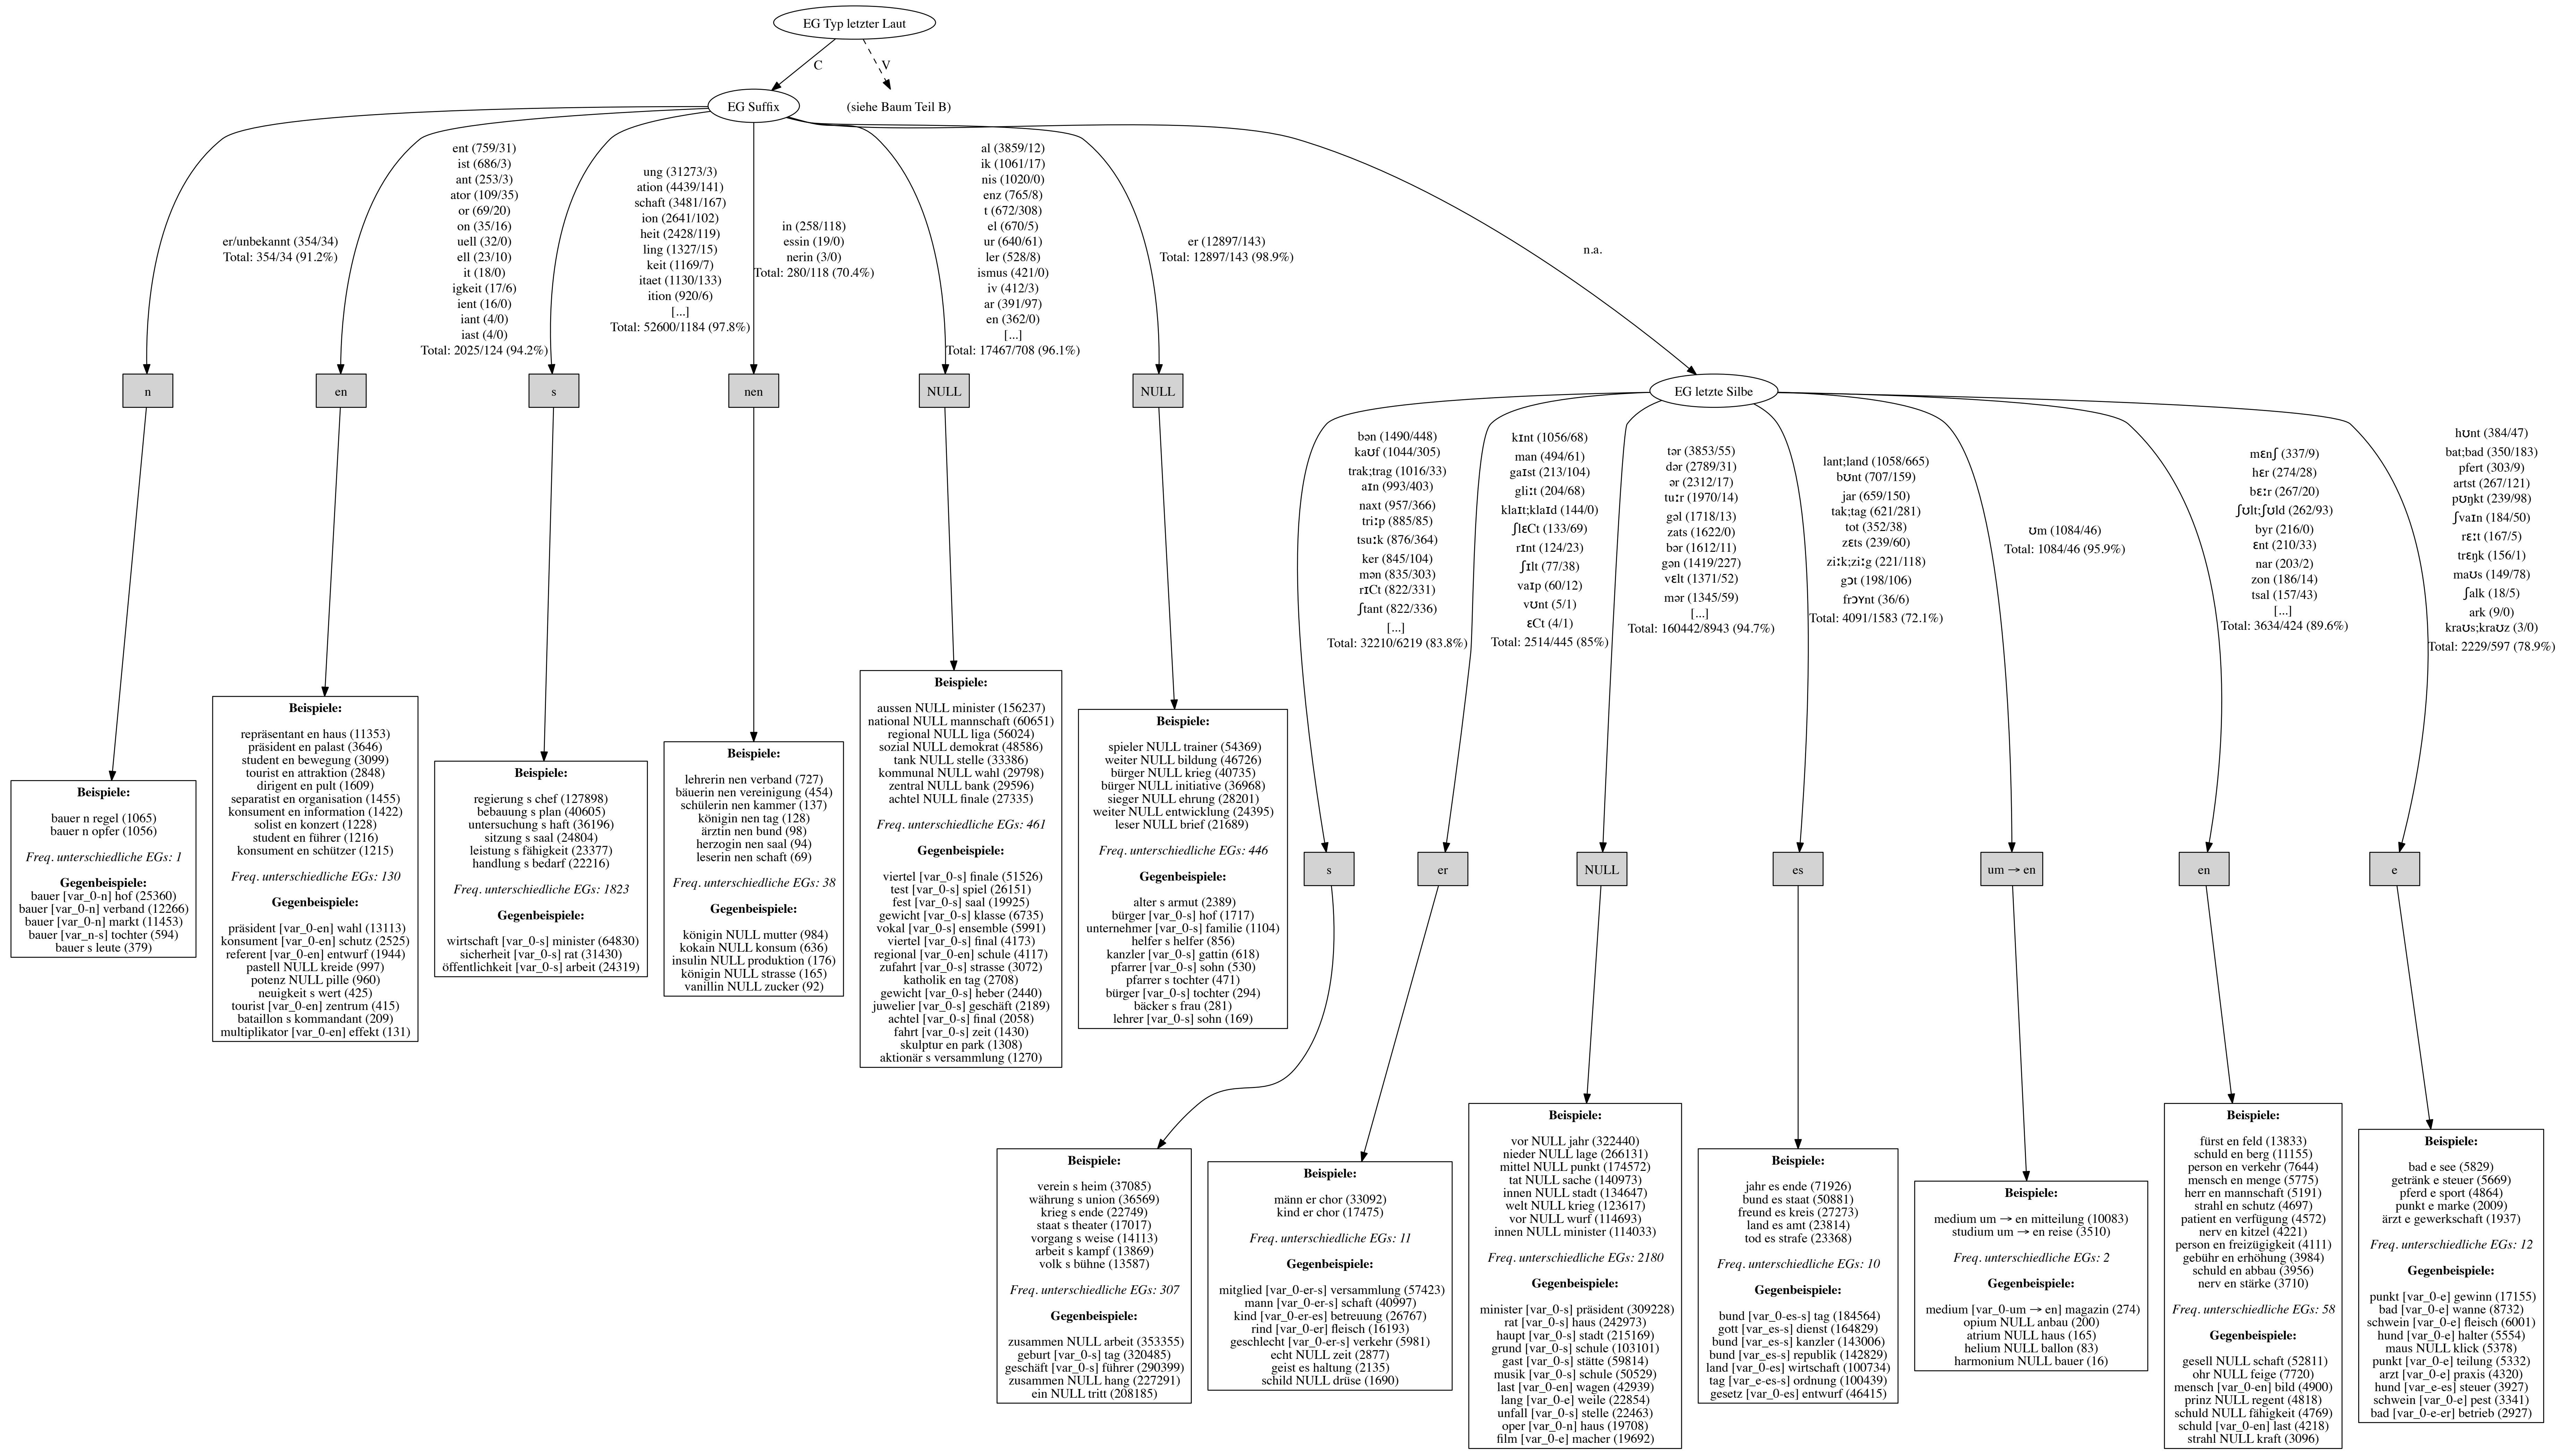 EG Typ letzter Laut
C
V
EG Suffix
(siehe Baum Teil B)
er/unbekannt (354/34)
Total: 354/34 (91.2%)
ent (759/31)
ist (686/3)
ant (253/3)
ator (109/35)
or (69/20)
on (35/16)
uell (32/0)
ell (23/10)
it (18/0)
igkeit (17/6)
ient (16/0)
iant (4/0)
iast (4/0)
Total: 2025/124 (94.2%)
ung (31273/3)
ation (4439/141)
schaft (3481/167)
ion (2641/102)
heit (2428/119)
ling (1327/15)
keit (1169/7)
itaet (1130/133)
ition (920/6)
[...]
Total: 52600/1184 (97.8%)
in (258/118)
essin (19/0)
nerin (3/0)
Total: 280/118 (70.4%)
al (3859/12)
ik (1061/17)
nis (1020/0)
enz (765/8)
t (672/308)
el (670/5)
ur (640/61)
ler (528/8)
ismus (421/0)
iv (412/3)
ar (391/97)
en (362/0)
[...]
Total: 17467/708 (96.1%)
er (12897/143)
Total: 12897/143 (98.9%)
n.a.
n
en
s
nen
NULL
NULL
EG letzte Silbe
bən (1490/448)
kaʊf (1044/305)
trak;trag (1016/33)
aɪn (993/403)
naxt (957/366)
triːp (885/85)
tsuːk (876/364)
ker (845/104)
mən (835/303)
rɪCt (822/331)
ʃtant (822/336)
[...]
Total: 32210/6219 (83.8%)
kɪnt (1056/68)
man (494/61)
gaɪst (213/104)
gliːt (204/68)
klaɪt;klaɪd (144/0)
ʃlɛCt (133/69)
rɪnt (124/23)
ʃɪlt (77/38)
vaɪp (60/12)
vʊnt (5/1)
ɛCt (4/1)
Total: 2514/445 (85%)
tər (3853/55)
dər (2789/31)
ər (2312/17)
tuːr (1970/14)
gəl (1718/13)
zats (1622/0)
bər (1612/11)
gən (1419/227)
vɛlt (1371/52)
mər (1345/59)
[...]
Total: 160442/8943 (94.7%)
lant;land (1058/665)
bʊnt (707/159)
jar (659/150)
tak;tag (621/281)
tot (352/38)
zɛts (239/60)
ziːk;ziːg (221/118)
gɔt (198/106)
frɔʏnt (36/6)
Total: 4091/1583 (72.1%)
ʊm (1084/46)
Total: 1084/46 (95.9%)
mɛnʃ (337/9)
hɛr (274/28)
bɛːr (267/20)
ʃʊlt;ʃʊld (262/93)
byr (216/0)
ɛnt (210/33)
nar (203/2)
zon (186/14)
tsal (157/43)
[...]
Total: 3634/424 (89.6%)
hʊnt (384/47)
bat;bad (350/183)
pfert (303/9)
artst (267/121)
pʊŋkt (239/98)
ʃvaɪn (184/50)
rɛːt (167/5)
trɛŋk (156/1)
maʊs (149/78)
ʃalk (18/5)
ark (9/0)
kraʊs;kraʊz (3/0)
Total: 2229/597 (78.9%)
Beispiele:
bauer n regel (1065)
bauer n opfer (1056)
Freq. unterschiedliche EGs: 1
Gegenbeispiele:
bauer [var_0-n] hof (25360)
bauer [var_0-n] verband (12266)
bauer [var_0-n] markt (11453)
bauer [var_n-s] tochter (594)
bauer s leute (379)
Beispiele:
repräsentant en haus (11353)
präsident en palast (3646)
student en bewegung (3099)
tourist en attraktion (2848)
dirigent en pult (1609)
separatist en organisation (1455)
konsument en information (1422)
solist en konzert (1228)
student en führer (1216)
konsument en schützer (1215)
Freq. unterschiedliche EGs: 130
Gegenbeispiele:
präsident [var_0-en] wahl (13113)
konsument [var_0-en] schutz (2525)
referent [var_0-en] entwurf (1944)
pastell NULL kreide (997)
potenz NULL pille (960)
neuigkeit s wert (425)
tourist [var_0-en] zentrum (415)
bataillon s kommandant (209)
multiplikator [var_0-en] effekt (131)
Beispiele:
regierung s chef (127898)
bebauung s plan (40605)
untersuchung s haft (36196)
sitzung s saal (24804)
leistung s fähigkeit (23377)
handlung s bedarf (22216)
Freq. unterschiedliche EGs: 1823
Gegenbeispiele:
wirtschaft [var_0-s] minister (64830)
sicherheit [var_0-s] rat (31430)
öffentlichkeit [var_0-s] arbeit (24319)
Beispiele:
lehrerin nen verband (727)
bäuerin nen vereinigung (454)
schülerin nen kammer (137)
königin nen tag (128)
ärztin nen bund (98)
herzogin nen saal (94)
leserin nen schaft (69)
Freq. unterschiedliche EGs: 38
Gegenbeispiele:
königin NULL mutter (984)
kokain NULL konsum (636)
insulin NULL produktion (176)
königin NULL strasse (165)
vanillin NULL zucker (92)
Beispiele:
aussen NULL minister (156237)
national NULL mannschaft (60651)
regional NULL liga (56024)
sozial NULL demokrat (48586)
tank NULL stelle (33386)
kommunal NULL wahl (29798)
zentral NULL bank (29596)
achtel NULL finale (27335)
Freq. unterschiedliche EGs: 461
Gegenbeispiele:
viertel [var_0-s] finale (51526)
test [var_0-s] spiel (26151)
fest [var_0-s] saal (19925)
gewicht [var_0-s] klasse (6735)
vokal [var_0-s] ensemble (5991)
viertel [var_0-s] final (4173)
regional [var_0-en] schule (4117)
zufahrt [var_0-s] strasse (3072)
katholik en tag (2708)
gewicht [var_0-s] heber (2440)
juwelier [var_0-s] geschäft (2189)
achtel [var_0-s] final (2058)
fahrt [var_0-s] zeit (1430)
skulptur en park (1308)
aktionär s versammlung (1270)
Beispiele:
spieler NULL trainer (54369)
weiter NULL bildung (46726)
bürger NULL krieg (40735)
bürger NULL initiative (36968)
sieger NULL ehrung (28201)
weiter NULL entwicklung (24395)
leser NULL brief (21689)
Freq. unterschiedliche EGs: 446
Gegenbeispiele:
alter s armut (2389)
bürger [var_0-s] hof (1717)
unternehmer [var_0-s] familie (1104)
helfer s helfer (856)
kanzler [var_0-s] gattin (618)
pfarrer [var_0-s] sohn (530)
pfarrer s tochter (471)
bürger [var_0-s] tochter (294)
bäcker s frau (281)
lehrer [var_0-s] sohn (169)
s
er
NULL
es
um → en
en
e
Beispiele:
verein s heim (37085)
währung s union (36569)
krieg s ende (22749)
staat s theater (17017)
vorgang s weise (14113)
arbeit s kampf (13869)
volk s bühne (13587)
Freq. unterschiedliche EGs: 307
Gegenbeispiele:
zusammen NULL arbeit (353355)
geburt [var_0-s] tag (320485)
geschäft [var_0-s] führer (290399)
zusammen NULL hang (227291)
ein NULL tritt (208185)
Beispiele:
männ er chor (33092)
kind er chor (17475)
Freq. unterschiedliche EGs: 11
Gegenbeispiele:
mitglied [var_0-er-s] versammlung (57423)
mann [var_0-er-s] schaft (40997)
kind [var_0-er-es] betreuung (26767)
rind [var_0-er] fleisch (16193)
geschlecht [var_0-er-s] verkehr (5981)
echt NULL zeit (2877)
geist es haltung (2135)
schild NULL drüse (1690)
Beispiele:
vor NULL jahr (322440)
nieder NULL lage (266131)
mittel NULL punkt (174572)
tat NULL sache (140973)
innen NULL stadt (134647)
welt NULL krieg (123617)
vor NULL wurf (114693)
innen NULL minister (114033)
Freq. unterschiedliche EGs: 2180
Gegenbeispiele:
minister [var_0-s] präsident (309228)
rat [var_0-s] haus (242973)
haupt [var_0-s] stadt (215169)
grund [var_0-s] schule (103101)
gast [var_0-s] stätte (59814)
musik [var_0-s] schule (50529)
last [var_0-en] wagen (42939)
lang [var_0-e] weile (22854)
unfall [var_0-s] stelle (22463)
oper [var_0-n] haus (19708)
film [var_0-e] macher (19692)
Beispiele:
jahr es ende (71926)
bund es staat (50881)
freund es kreis (27273)
land es amt (23814)
tod es strafe (23368)
Freq. unterschiedliche EGs: 10
Gegenbeispiele:
bund [var_0-es-s] tag (184564)
gott [var_es-s] dienst (164829)
bund [var_es-s] kanzler (143006)
bund [var_es-s] republik (142829)
land [var_0-es] wirtschaft (100734)
tag [var_e-es-s] ordnung (100439)
gesetz [var_0-es] entwurf (46415)
Beispiele:
medium um → en mitteilung (10083)
studium um → en reise (3510)
Freq. unterschiedliche EGs: 2
Gegenbeispiele:
medium [var_0-um → en] magazin (274)
opium NULL anbau (200)
atrium NULL haus (165)
helium NULL ballon (83)
harmonium NULL bauer (16)
Beispiele:
fürst en feld (13833)
schuld en berg (11155)
person en verkehr (7644)
mensch en menge (5775)
herr en mannschaft (5191)
strahl en schutz (4697)
patient en verfügung (4572)
nerv en kitzel (4221)
person en freizügigkeit (4111)
gebühr en erhöhung (3984)
schuld en abbau (3956)
nerv en stärke (3710)
Freq. unterschiedliche EGs: 58
Gegenbeispiele:
gesell NULL schaft (52811)
ohr NULL feige (7720)
mensch [var_0-en] bild (4900)
prinz NULL regent (4818)
schuld NULL fähigkeit (4769)
schuld [var_0-en] last (4218)
strahl NULL kraft (3096)
Beispiele:
bad e see (5829)
getränk e steuer (5669)
pferd e sport (4864)
punkt e marke (2009)
ärzt e gewerkschaft (1937)
Freq. unterschiedliche EGs: 12
Gegenbeispiele:
punkt [var_0-e] gewinn (17155)
bad [var_0-e] wanne (8732)
schwein [var_0-e] fleisch (6001)
hund [var_0-e] halter (5554)
maus NULL klick (5378)
punkt [var_0-e] teilung (5332)
arzt [var_0-e] praxis (4320)
hund [var_e-es] steuer (3927)
schwein [var_0-e] pest (3341)
bad [var_0-e-er] betrieb (2927)